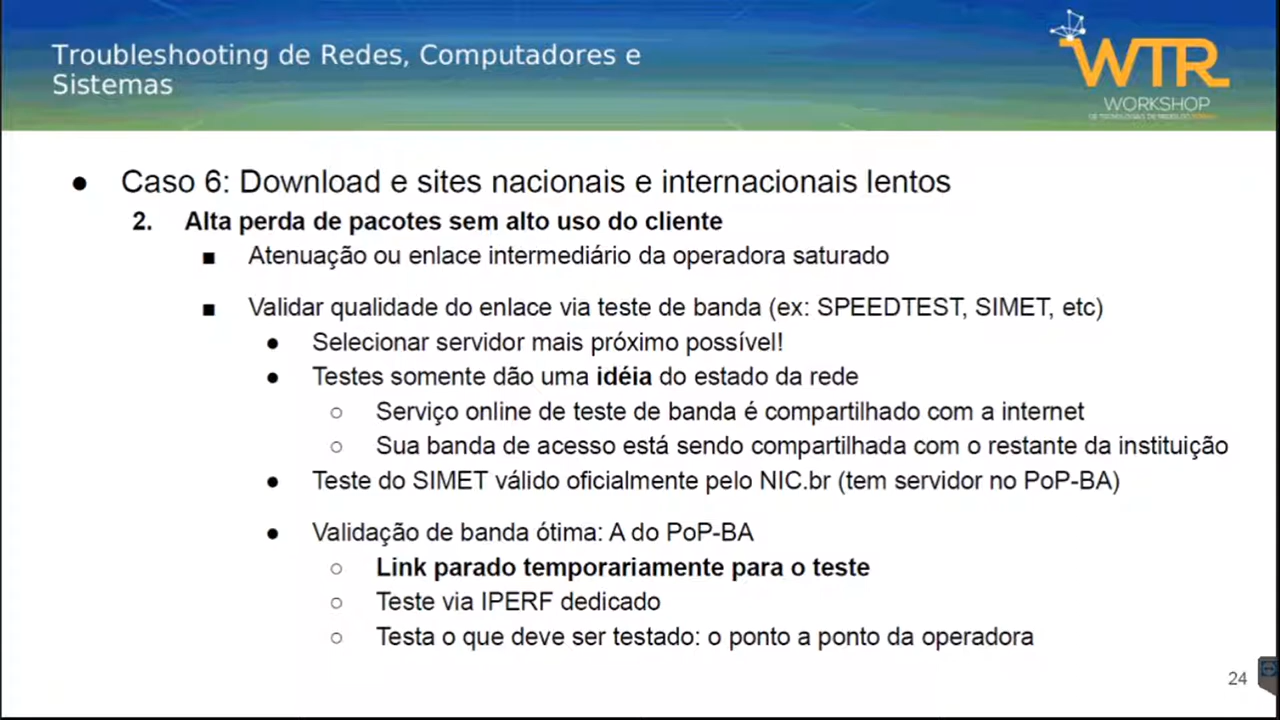 Troubleshooting de Redes, Computadores e
Sistemas
WTR
WORKSHOP
● Caso 6: Download e sites nacionais e internacionais lentos
2. Alta perda de pacotes sem alto uso do cliente
■ Atenuação ou enlace intermediário da operadora saturado
■ Validar qualidade do enlace via teste de banda (ex: SPEEDTEST, SIMET, etc)
● Selecionar servidor mais próximo possível!
● Testes somente dão uma idéia do estado da rede
○ Serviço online de teste de banda é compartilhado com a internet
○ Sua banda de acesso está sendo compartilhada com o restante da instituição
● Teste do SIMET válido oficialmente pelo NIC.br (tem servidor no PoP-BA)
● Validação de banda ótima: A do PoP-BA
○ Link parado temporariamente para o teste
○ Teste via IPERF dedicado
○ Testa o que deve ser testado: o ponto a ponto da operadora
24